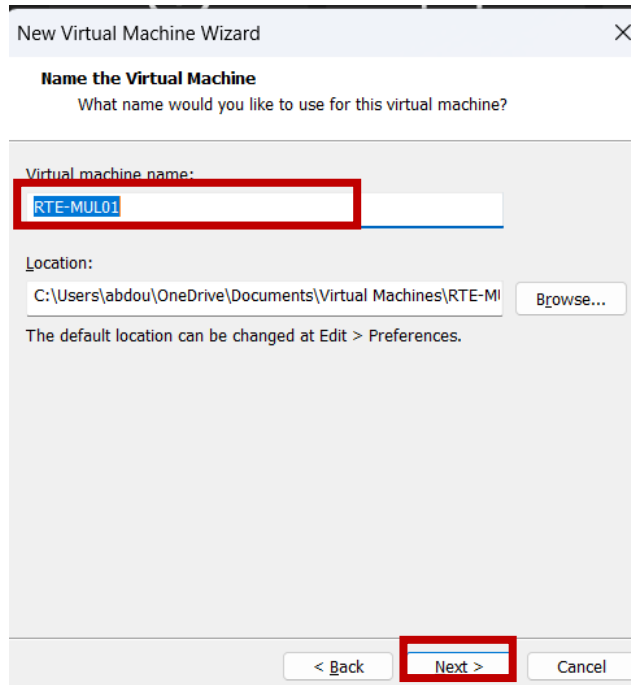 New Virtual Machine Wizard
Name the Virtual Machine
What name would you like to use for this virtual machine?
Virtual machine name:
RTE-MUL01
Location:
C:\Users\abdou\OneDrive\Documents\Virtual Machines\RTE-MU
Browse...
The default location can be changed at Edit > Preferences.
< Back Next > Cancel